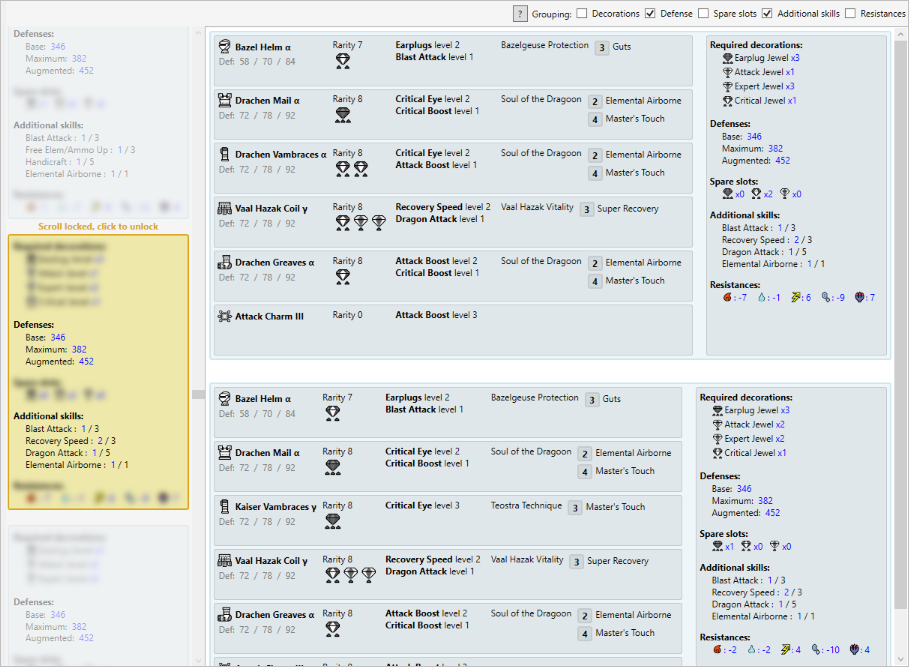 ? Grouping: Decorations Defense Spare slots Additional skills Resistances
Defenses:
Base: 346
Maximum: 382
Augmented: 452
Additional skills:
Blast Attack : 1 / 3
Free Elem/Ammo Up : 1 / 3
Handicraft : 1 / 5
Elemental Airborne : 1 / 1
Scroll locked, click to unlock
Defenses:
Base: 346
Maximum: 382
Augmented: 452
Additional skills:
Blast Attack : 1 / 3
Recovery Speed : 2 / 3
Dragon Attack : 1 / 5
Elemental Airborne : 1 / 1
Defenses:
Base: 346
Maximum: 382
Augmented: 452
Bazel Helm α Rarity 7 Earplugs level 2 Bazelgeuse Protection 3 Guts
Def: 58 / 70 / 84 Blast Attack level 1
Drachen Mail α Rarity 8 Critical Eye level 2 Soul of the Dragoon 2 Elemental Airborne
Def: 72 / 78 / 92 Critical Boost level 1 4 Master's Touch
Drachen Vambraces α Rarity 8 Critical Eye level 2 Soul of the Dragoon 2 Elemental Airborne
Def: 72 / 78 / 92 Attack Boost level 1 4 Master's Touch
Vaal Hazak Coil γ Rarity 8 Recovery Speed level 2 Vaal Hazak Vitality 3 Super Recovery
Def: 72 / 78 / 92 Dragon Attack level 1
Drachen Greaves α Rarity 8 Attack Boost level 2 Soul of the Dragoon 2 Elemental Airborne
Def: 72 / 78 / 92 Critical Boost level 1 4 Master's Touch
Attack Charm III Rarity 0 Attack Boost level 3
Required decorations:
Earplug Jewel x3
Attack Jewel x1
Expert Jewel x3
Critical Jewel x1
Defenses:
Base: 346
Maximum: 382
Augmented: 452
Spare slots:
x0 x2 x0
Additional skills:
Blast Attack : 1 / 3
Recovery Speed : 2 / 3
Dragon Attack : 1 / 5
Elemental Airborne : 1 / 1
Resistances:
: -7 : -1 : 6 : -9 : 7
Bazel Helm α Rarity 7 Earplugs level 2 Bazelgeuse Protection 3 Guts
Def: 58 / 70 / 84 Blast Attack level 1
Drachen Mail α Rarity 8 Critical Eye level 2 Soul of the Dragoon 2 Elemental Airborne
Def: 72 / 78 / 92 Critical Boost level 1 4 Master's Touch
Kaiser Vambraces γ Rarity 8 Critical Eye level 3 Teostra Technique 3 Master's Touch
Def: 72 / 78 / 92
Vaal Hazak Coil γ Rarity 8 Recovery Speed level 2 Vaal Hazak Vitality 3 Super Recovery
Def: 72 / 78 / 92 Dragon Attack level 1
Drachen Greaves α Rarity 8 Attack Boost level 2 Soul of the Dragoon 2 Elemental Airborne
Def: 72 / 78 / 92 Critical Boost level 1 4 Master's Touch
Required decorations:
Earplug Jewel x3
Attack Jewel x2
Expert Jewel x2
Critical Jewel x1
Defenses:
Base: 346
Maximum: 382
Augmented: 452
Spare slots:
x1 x0 x0
Additional skills:
Blast Attack : 1 / 3
Recovery Speed : 2 / 3
Dragon Attack : 1 / 5
Elemental Airborne : 1 / 1
Resistances:
: -2 : -2 : 4 : -10 : 4